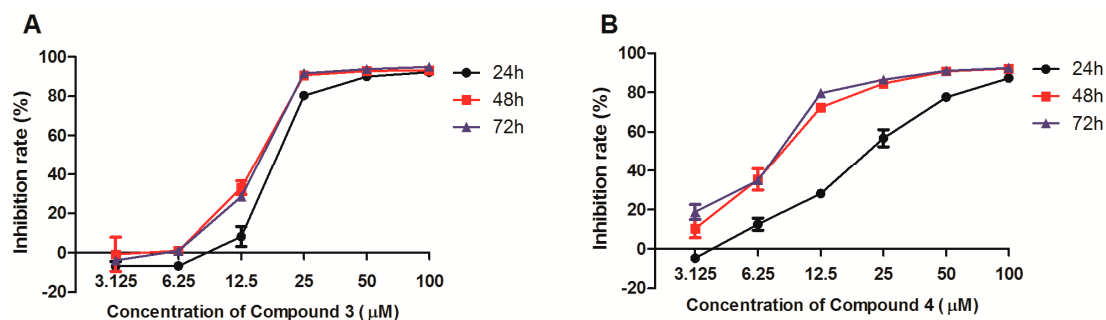 A
Inhibition rate (%)
100
80
60
40
20
0
-20
3.125 6.25 12.5 25 50 100
Concentration of Compound 3 ( μM)
24h
48h
72h
B
Inhibition rate (%)
100
80
60
40
20
0
-20
3.125 6.25 12.5 25 50 100
Concentration of Compound 4 ( μM)
24h
48h
72h